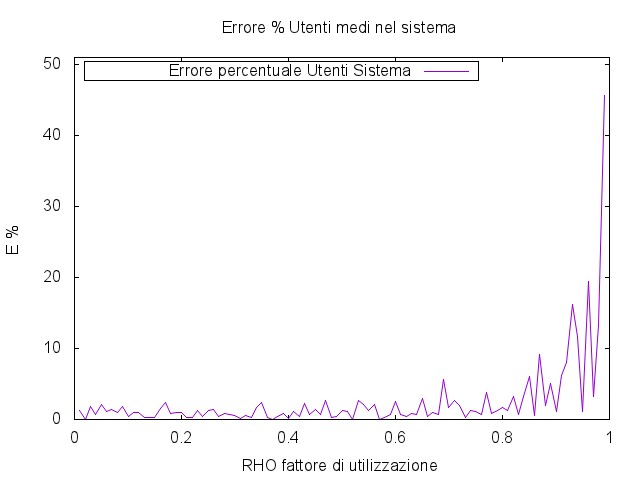 Errore % Utenti medi nel sistema
Errore percentuale Utenti Sistema
50
40
30
20
10
0
E %
0 0.2 0.4 0.6 0.8 1
RHO fattore di utilizzazione